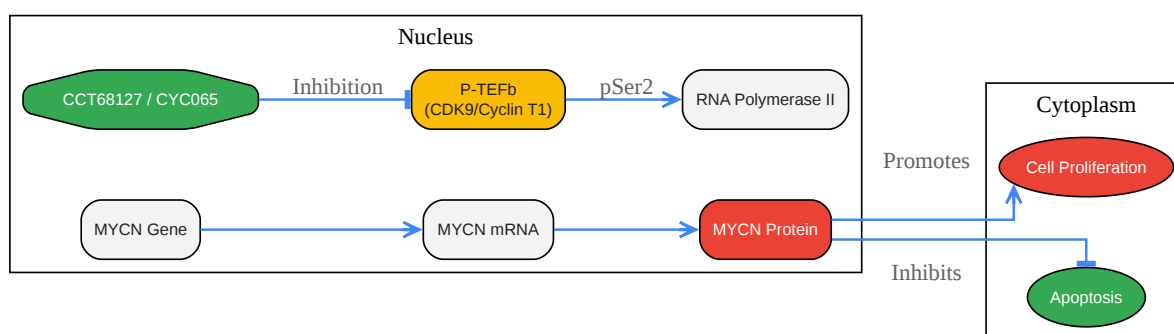 Nucleus
CCT68127 / CYC065
Inhibition
P-TEFb
(CDK9/Cyclin T1)
pSer2
RNA Polymerase II
MYCN Gene
MYCN mRNA
MYCN Protein
Promotes
Inhibits
Cytoplasm
Cell Proliferation
Apoptosis